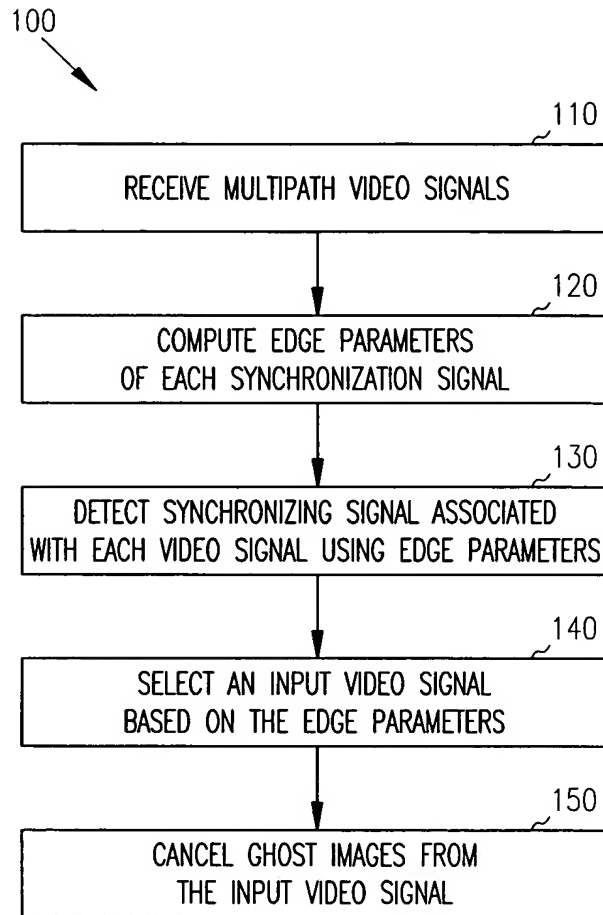 100
110
RECEIVE MULTIPATH VIDEO SIGNALS
120
COMPUTE EDGE PARAMETERS
OF EACH SYNCHRONIZATION SIGNAL
130
DETECT SYNCHRONIZING SIGNAL ASSOCIATED
WITH EACH VIDEO SIGNAL USING EDGE PARAMETERS
140
SELECT AN INPUT VIDEO SIGNAL
BASED ON THE EDGE PARAMETERS
150
CANCEL GHOST IMAGES FROM
THE INPUT VIDEO SIGNAL